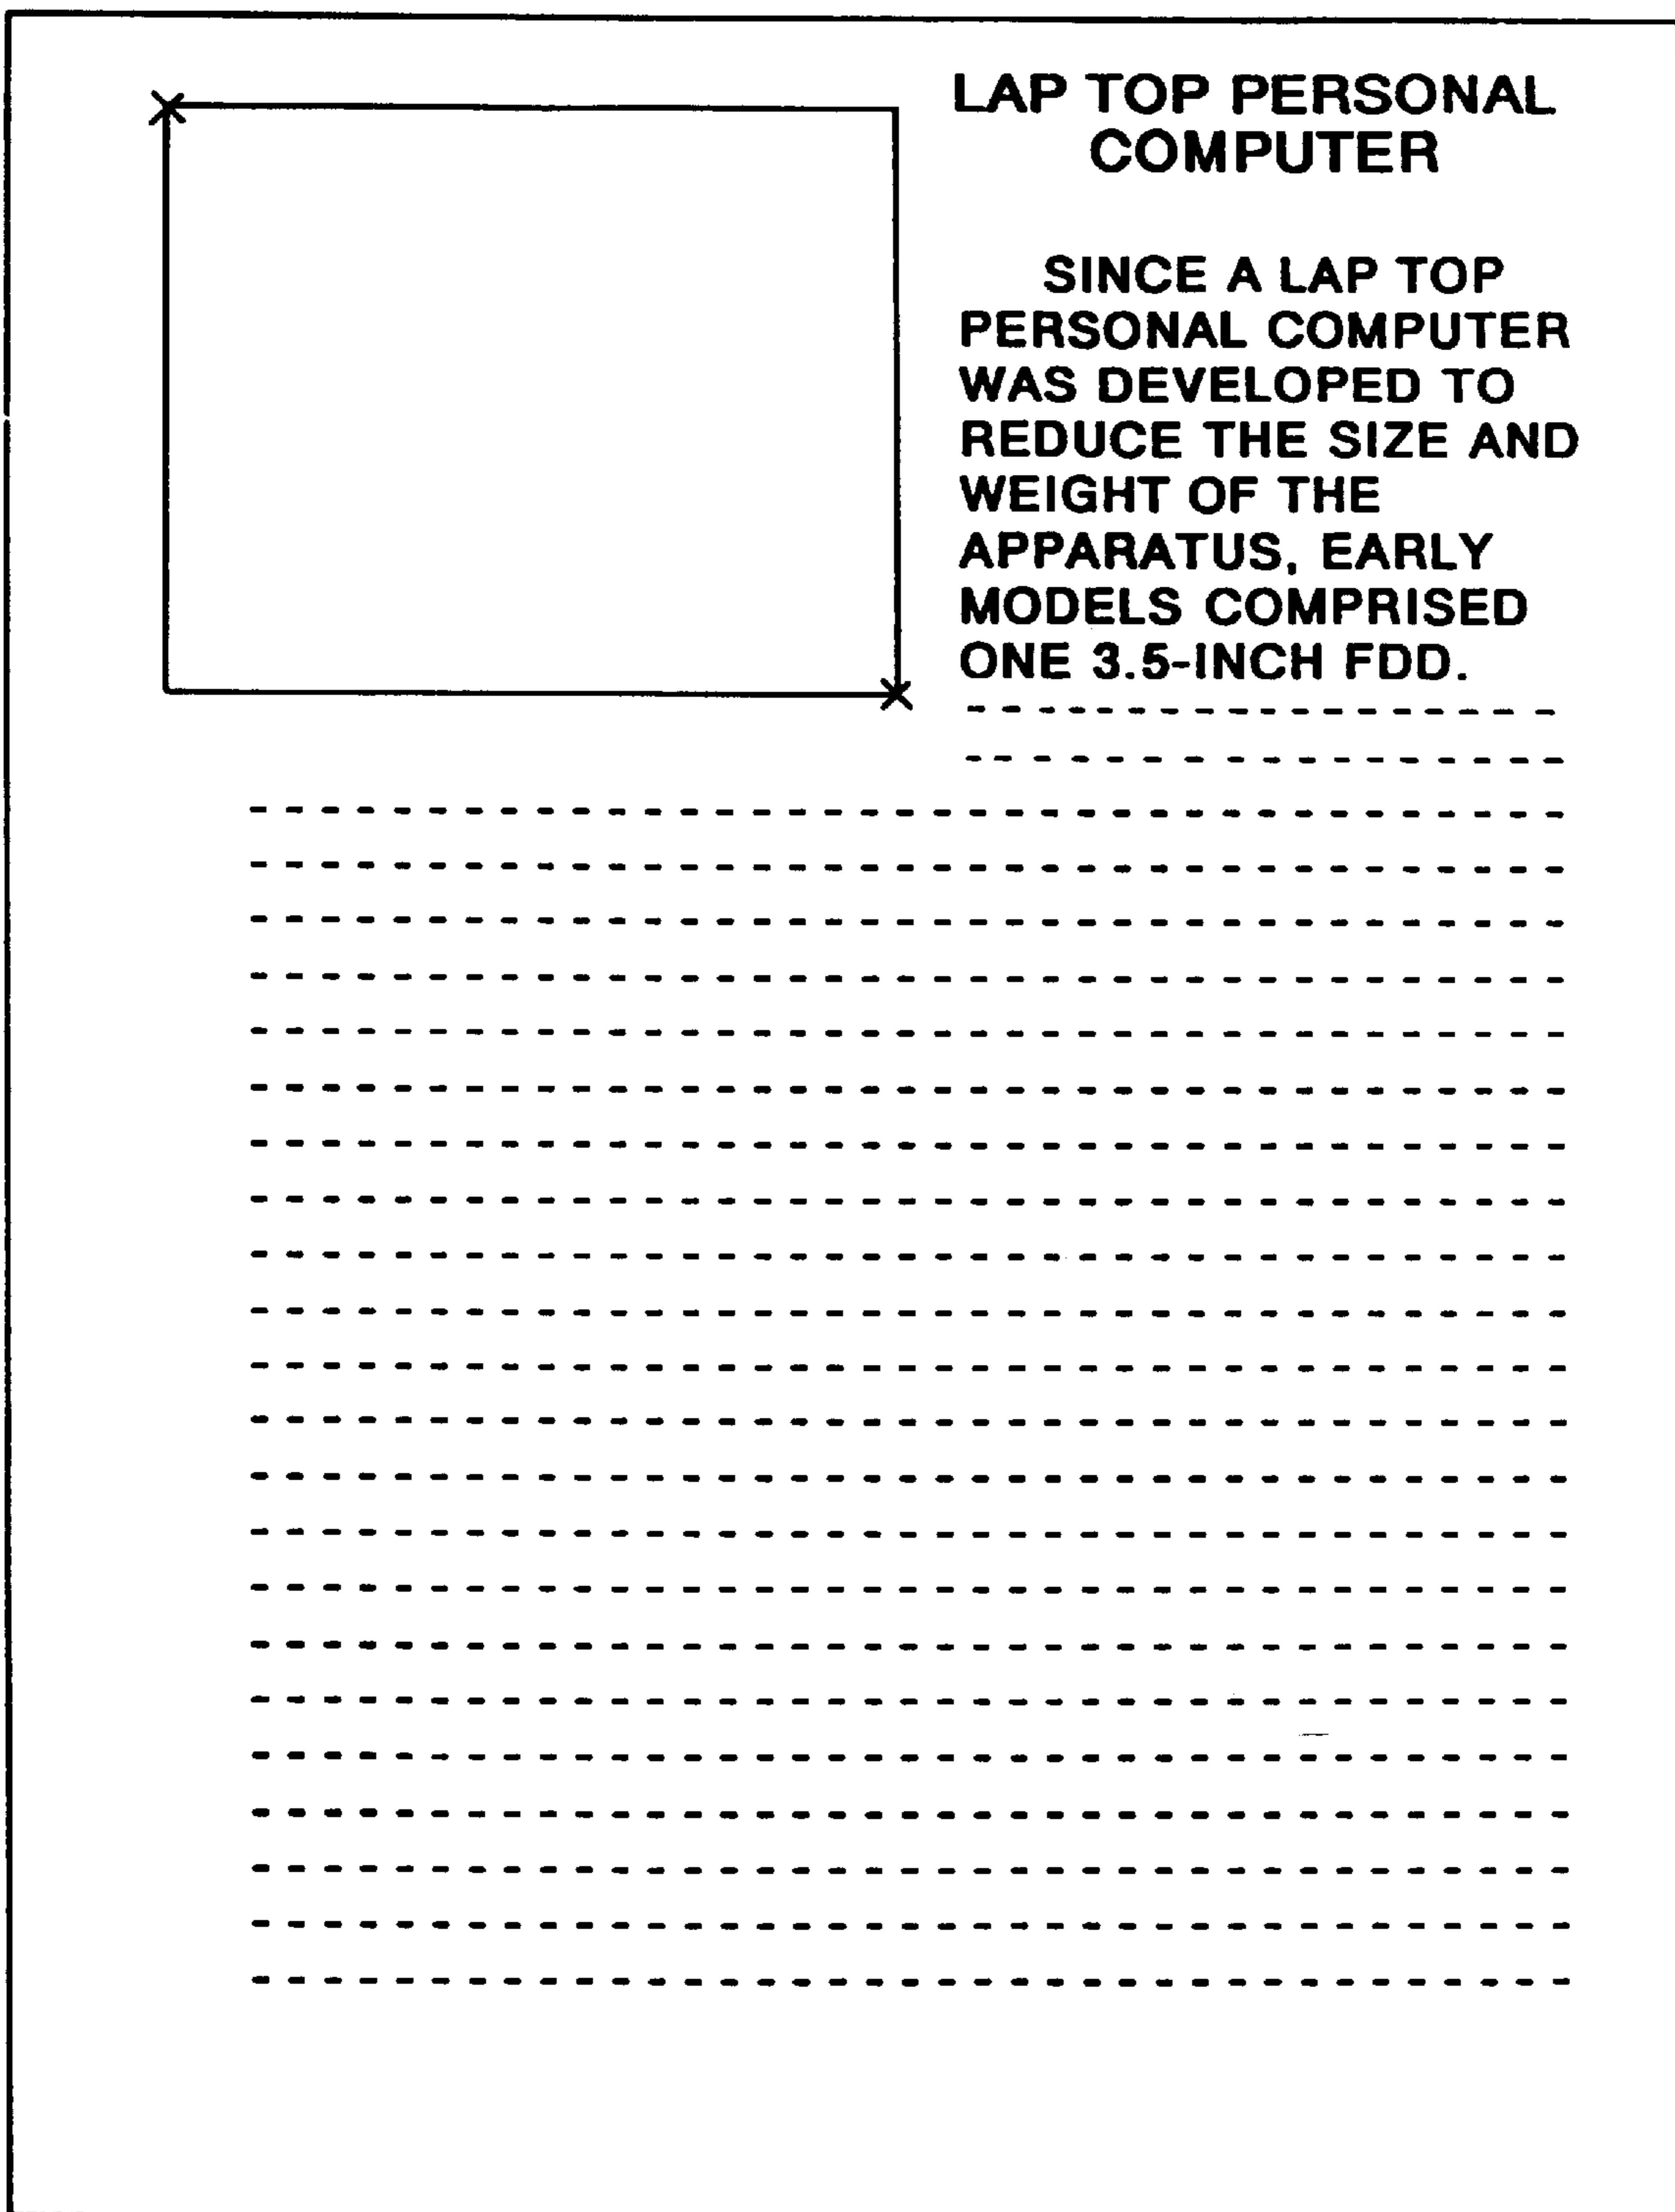 LAP TOP PERSONAL
COMPUTER
SINCE A LAP TOP
PERSONAL COMPUTER
WAS DEVELOPED TO
REDUCE THE SIZE AND
WEIGHT OF THE
APPARATUS, EARLY
MODELS COMPRISED
ONE 3.5-INCH FDD.